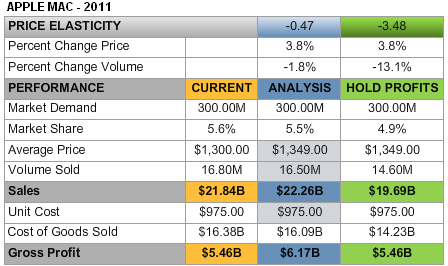 APPLE MAC - 2011
PRICE ELASTICITY -0.47 -3.48
Percent Change Price 3.8% 3.8%
Percent Change Volume -1.8% -13.1%
PERFORMANCE CURRENT ANALYSIS HOLD PROFITS
Market Demand 300.00M 300.00M 300.00M
Market Share 5.6% 5.5% 4.9%
Average Price $1,300.00 $1,349.00 $1,349.00
Volume Sold 16.80M 16.50M 14.60M
Sales $21.84B $22.26B $19.69B
Unit Cost $975.00 $975.00 $975.00
Cost of Goods Sold $16.38B $16.09B $14.23B
Gross Profit $5.46B $6.17B $5.46B